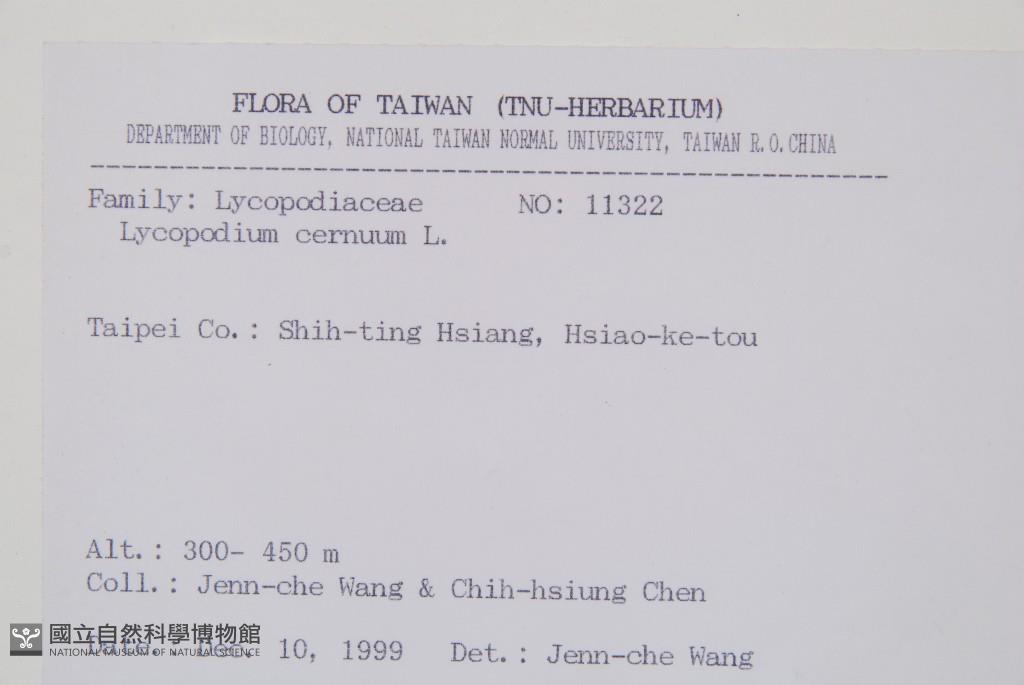 FLORA OF TAIWAN (TNU-HERBARIUM)
DEPARTMENT OF BIOLOGY, NATIONAL TAIWAN NORMAL UNIVERSITY, TAIWAN R.O.CHINA
Family: Lycopodiaceae NO: 11322
Lycopodium cernuum L.
Taipei Co.: Shih-ting Hsiang, Hsiao-ke-tou
Alt.: 300- 450 m
Coll.: Jenn-che Wang & Chih-hsiung Chen
Date.: Dec. 10, 1999 Det.: Jenn-che Wang
國立自然科學博物館
NATIONAL MUSEUM OF NATURAL SCIENCE